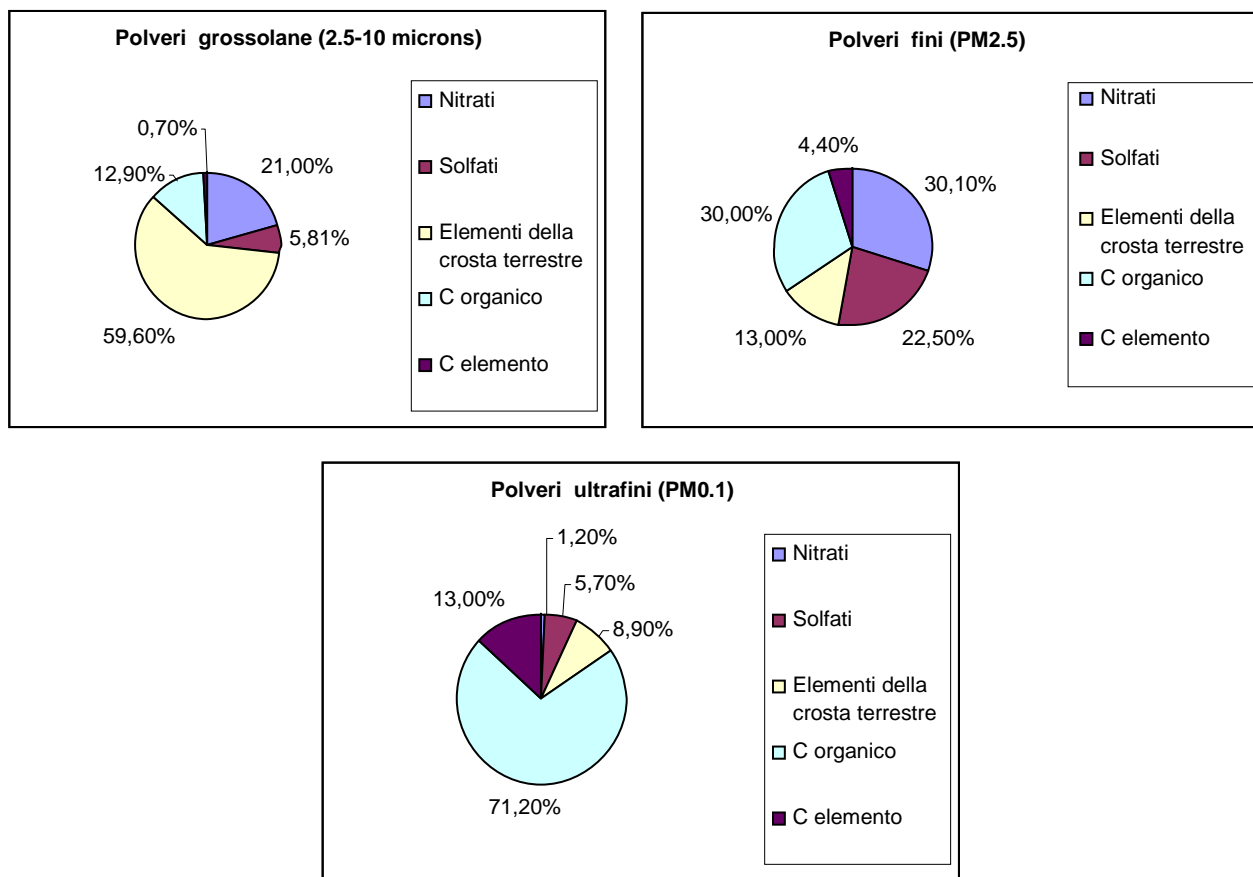 Polveri grossolane (2.5-10 microns)
0,70%
12,90%
21,00%
5,81%
59,60%
Nitrati
Solfati
Elementi della
crosta terrestre
C organico
C elemento
Polveri fini (PM2.5)
4,40%
30,10%
30,00%
13,00%
22,50%
Nitrati
Solfati
Elementi della
crosta terrestre
C organico
C elemento
Polveri ultrafini (PM0.1)
1,20%
5,70%
13,00%
8,90%
71,20%
Nitrati
Solfati
Elementi della
crosta terrestre
C organico
C elemento